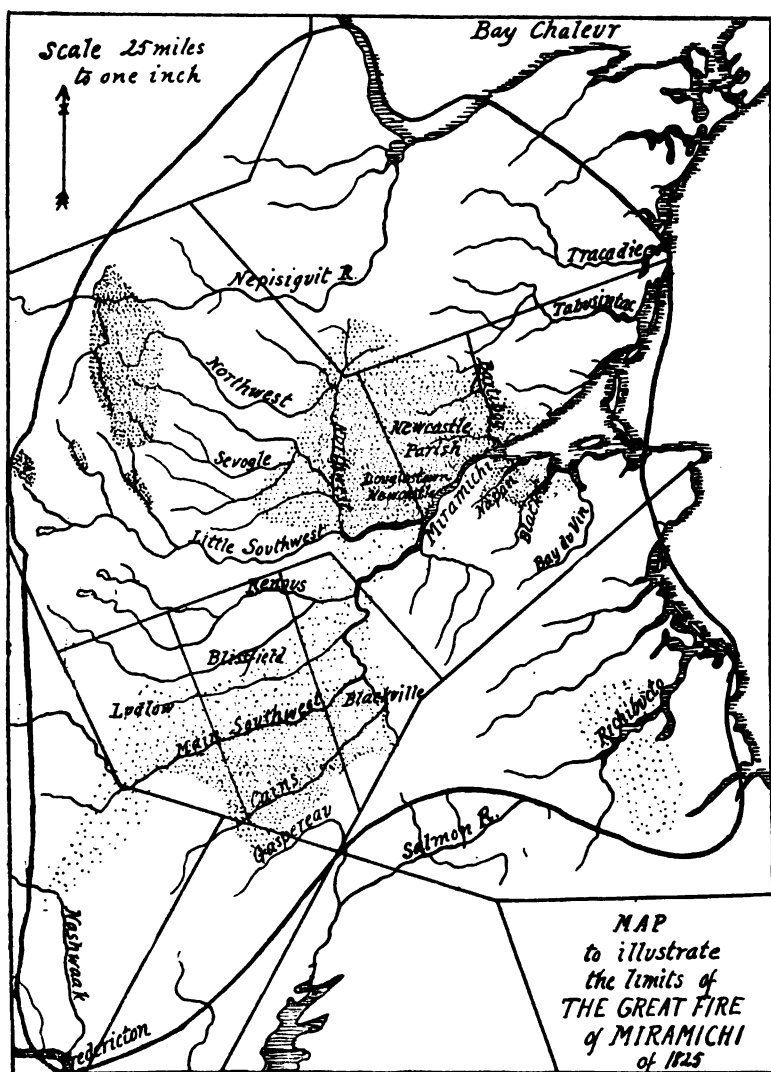 Bay Chaleur
Scale 25 miles
to one inch
Tracadie
Nepisiguit R.
Tabusintac
Northwest
Bartibog
Newcastle
Parish
Northwest
Sevogle
Douglastown
Newcastle
Miramichi
Napan
Black
Bay du Vin
Little Southwest
Renous
Blissfield
Ludlow
Main Southwest
Blackville
Richibucto
Cains
Gaspereau
Salmon R.
Nashwaak
Fredericton
MAP
to illustrate
the limits of
THE GREAT FIRE
of MIRAMICHI
of 1825